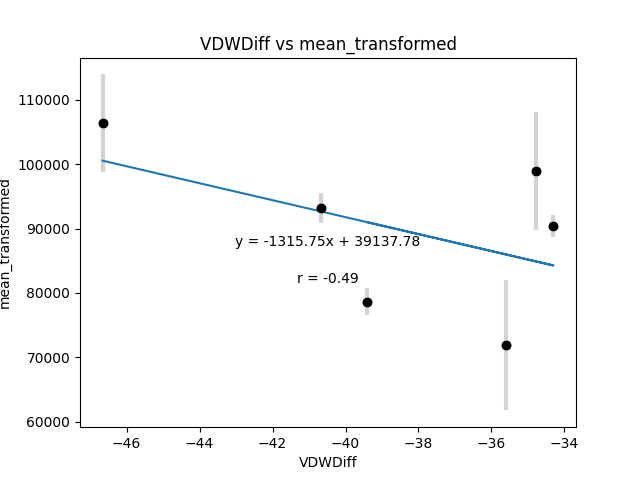 VDWDiff vs mean_transformed
mean_transformed
110000
100000
90000
80000
70000
60000
y = -1315.75x + 39137.78
r = -0.49
−46
−44
−42
−40
−38
−36
−34
VDWDiff